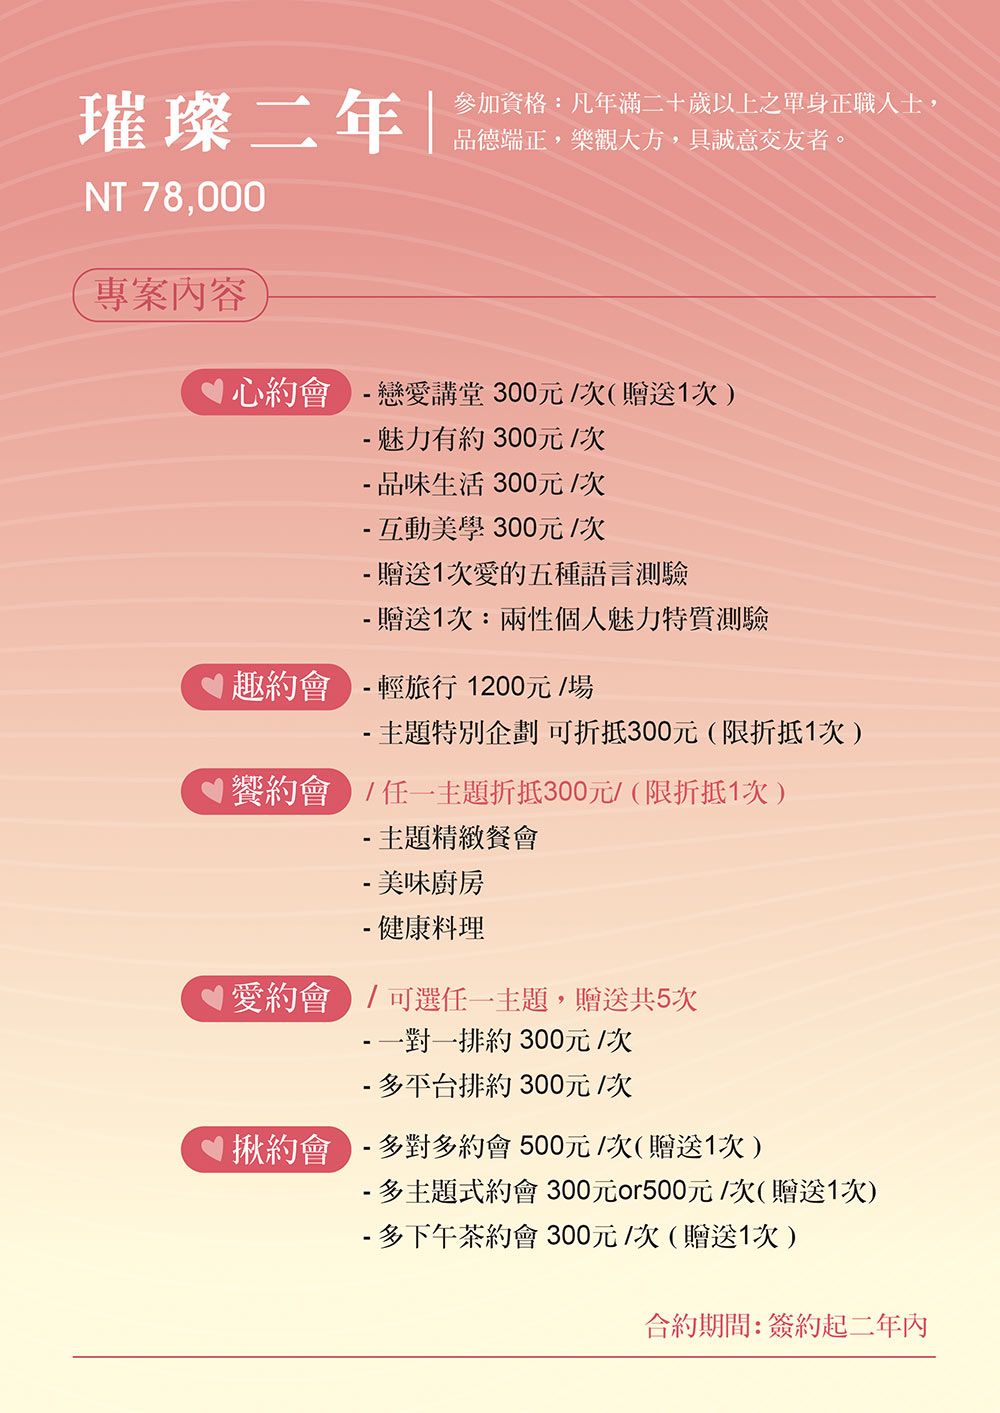 璀璨二年
參加資格：凡年滿二十歲以上之單身正職人士，
品德端正，樂觀大方，具誠意交友者。
NT 78,000
專案內容
心約會
- 戀愛講堂 300元 /次( 贈送1次 )
- 魅力有約 300元 /次
- 品味生活 300元 /次
- 互動美學 300元 /次
- 贈送1次愛的五種語言測驗
- 贈送1次：兩性個人魅力特質測驗
趣約會
- 輕旅行 1200元 /場
- 主題特別企劃 可折抵300元 ( 限折抵1次 )
饗約會
/ 任一主題折抵300元/ ( 限折抵1次 )
- 主題精緻餐會
- 美味廚房
- 健康料理
愛約會
/ 可選任一主題，贈送共5次
- 一對一排約 300元 /次
- 多平台排約 300元 /次
揪約會
- 多對多約會 500元 /次( 贈送1次 )
- 多主題式約會 300元or500元 /次( 贈送1次)
- 多下午茶約會 300元 /次 ( 贈送1次 )
合約期間: 簽約起二年內